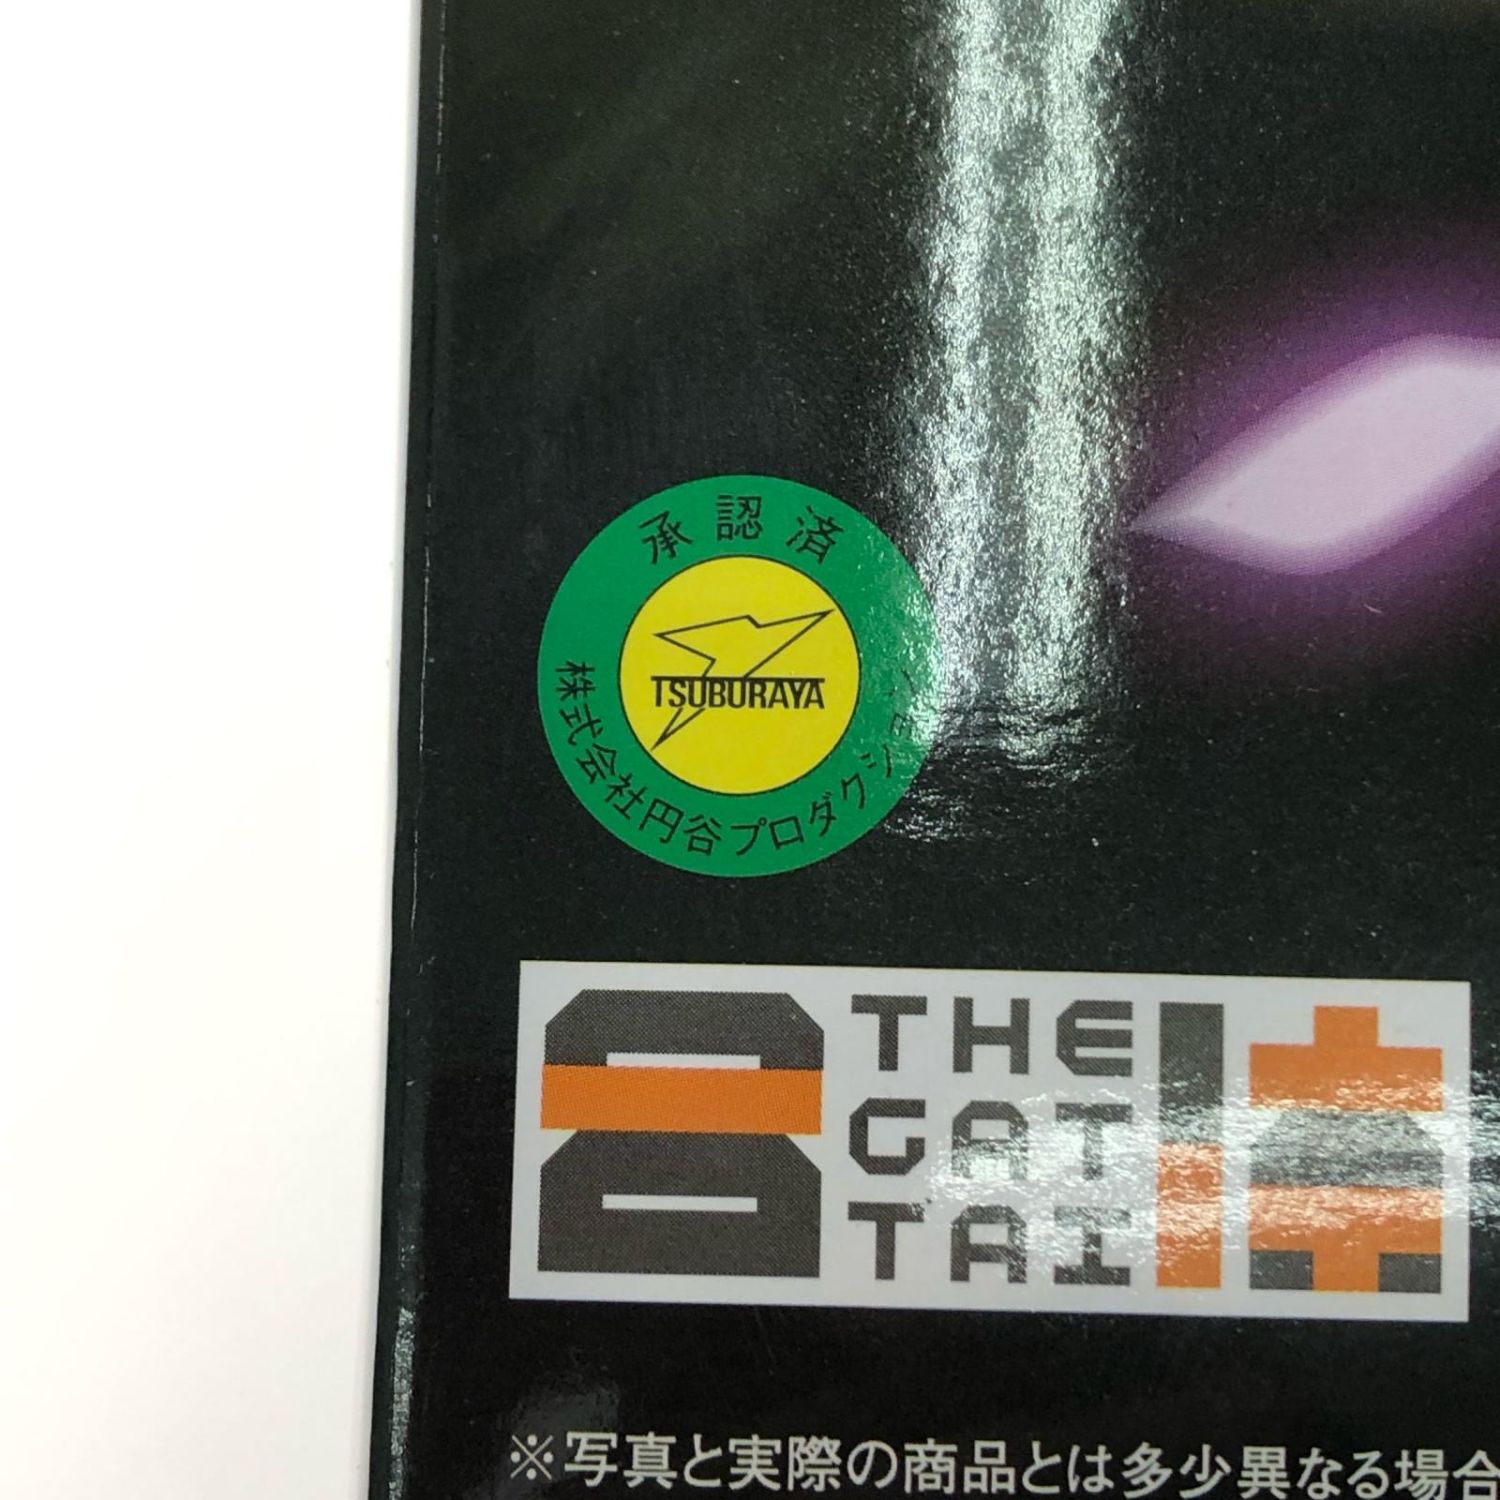 承認済
TSUBURAYA
株式会社円谷プロダクション
THE
GAT
TAI
合体
※写真と実際の商品とは多少異なる場合